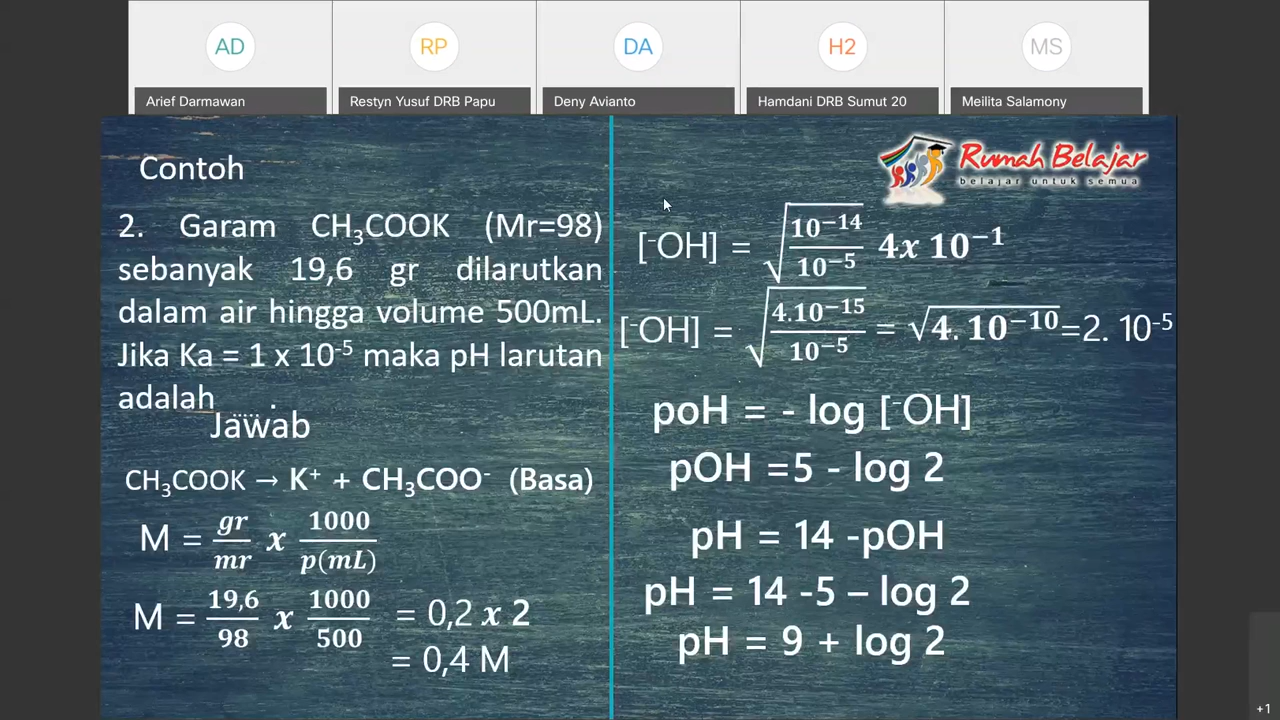 AD
RP
DA
H2
MS
Arief Darmawan
Restyn Yusuf DRB Papu
Deny Avianto
Hamdani DRB Sumut 20
Meilita Salamony
Contoh
2. Garam CH₃COOK (Mr=98)
sebanyak 19,6 gr dilarutkan
dalam air hingga volume 500mL.
Jika Ka = 1 x 10⁻⁵ maka pH larutan
adalah .... .
Jawab
CH₃COOK → K⁺ + CH₃COO⁻ (Basa)
M = gr/mr x 1000/p(mL)
M = 19,6/98 x 1000/500 = 0,2 x 2
= 0,4 M
Rumah Belajar
belajar untuk semua
[⁻OH] = √(10⁻¹⁴/10⁻⁵) 4x 10⁻¹
[⁻OH] = √(4.10⁻¹⁵/10⁻⁵) = √(4. 10⁻¹⁰)=2. 10⁻⁵
poH = - log [⁻OH]
pOH =5 - log 2
pH = 14 -pOH
pH = 14 -5 – log 2
pH = 9 + log 2
+1